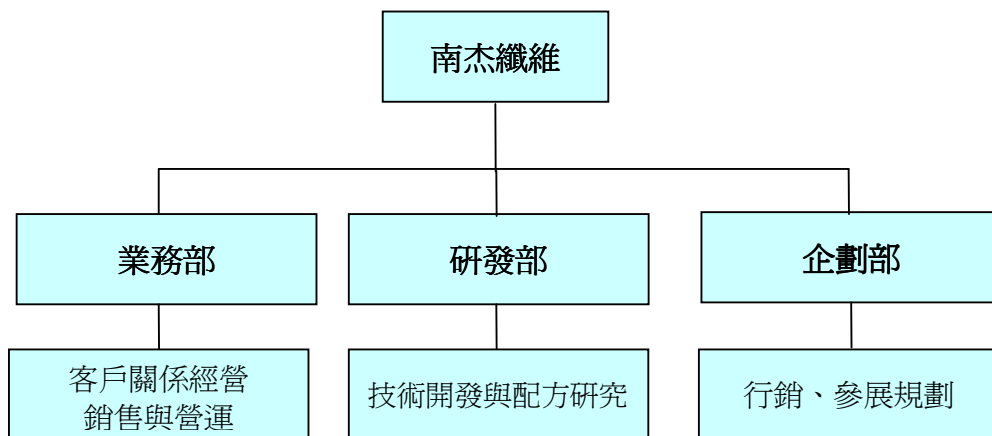 南杰纖維
業務部
研發部
企劃部
客戶關係經營
銷售與營運
技術開發與配方研究
行銷、參展規劃